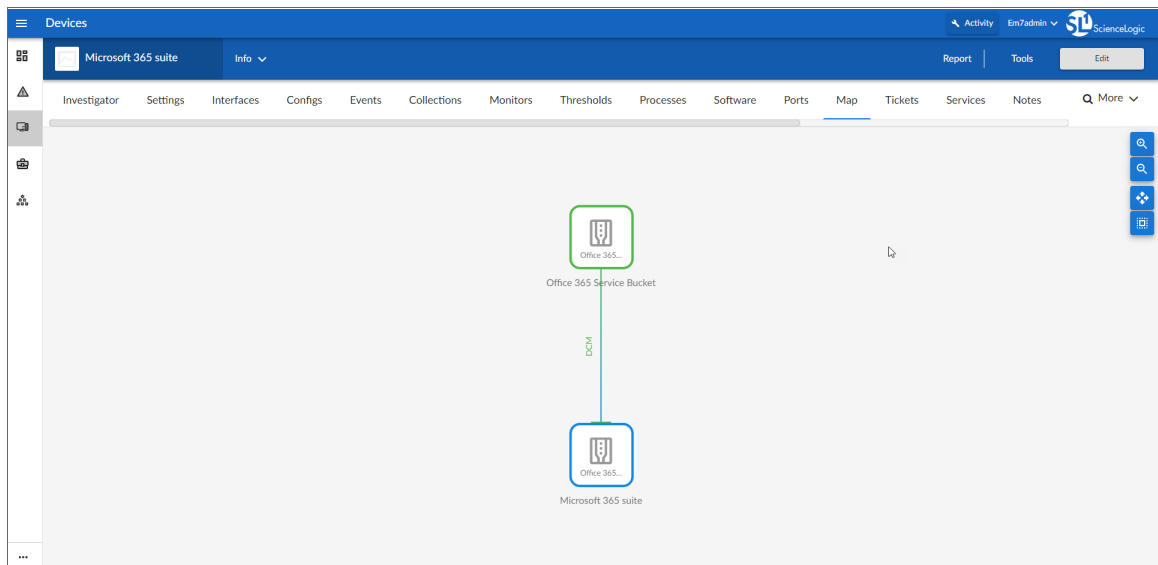 Devices
Activity
Em7admin
SL1 ScienceLogic
Microsoft 365 suite
Info
Report
Tools
Edit
Investigator Settings Interfaces Configs Events Collections Monitors Thresholds Processes Software Ports Map Tickets Services Notes More
Office 365...
Office 365 Service Bucket
DCM
Office 365...
Microsoft 365 suite